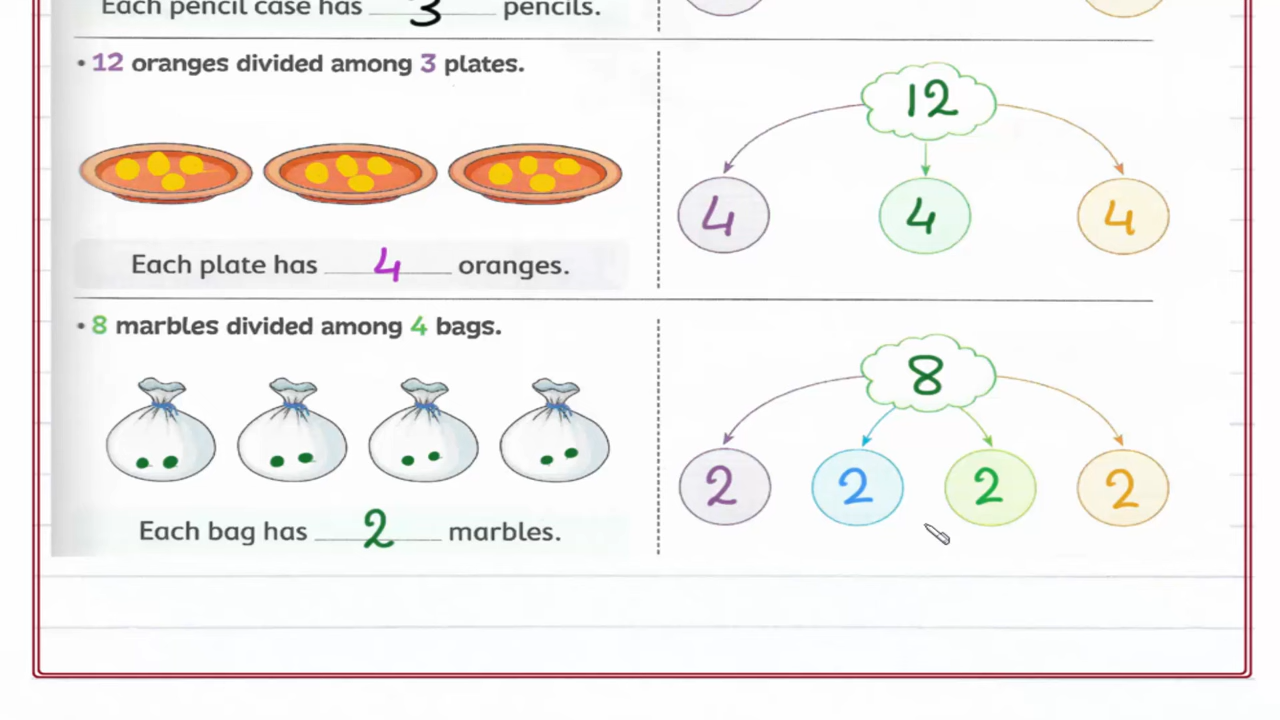 Each pencil case has 3 pencils.
• 12 oranges divided among 3 plates.
12
4 4 4
Each plate has 4 oranges.
• 8 marbles divided among 4 bags.
8
2 2 2 2
Each bag has 2 marbles.